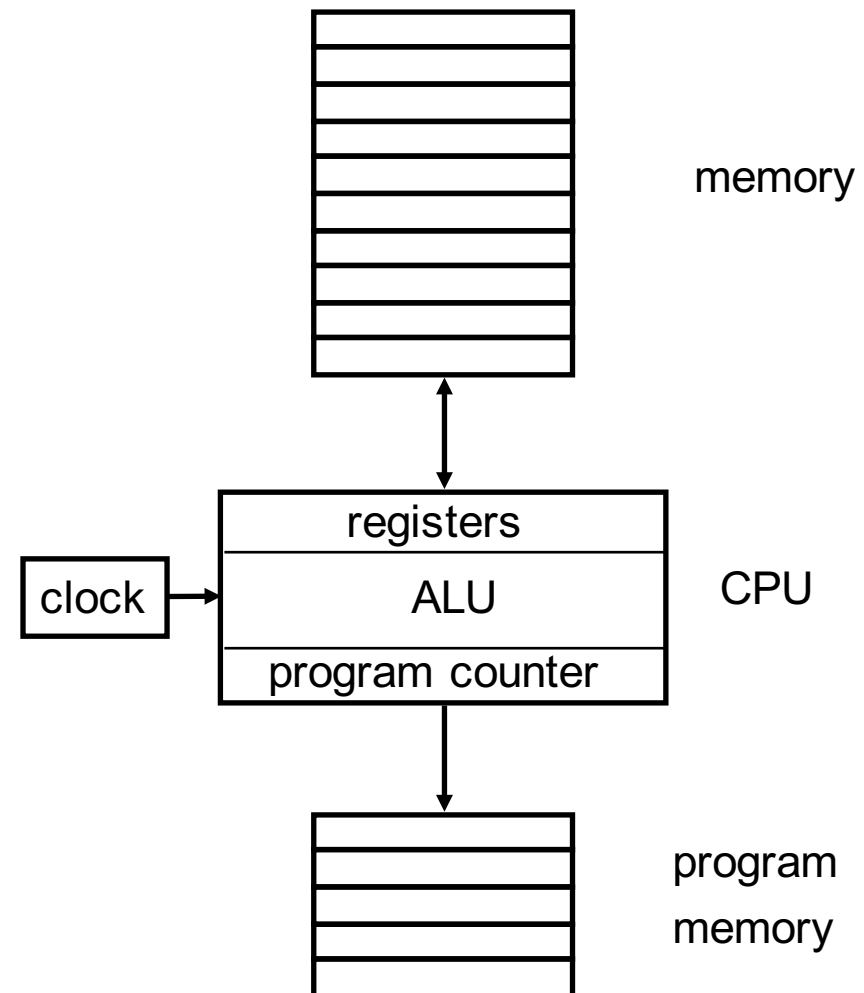 memory
registers
clock
ALU
CPU
program counter
program
memory